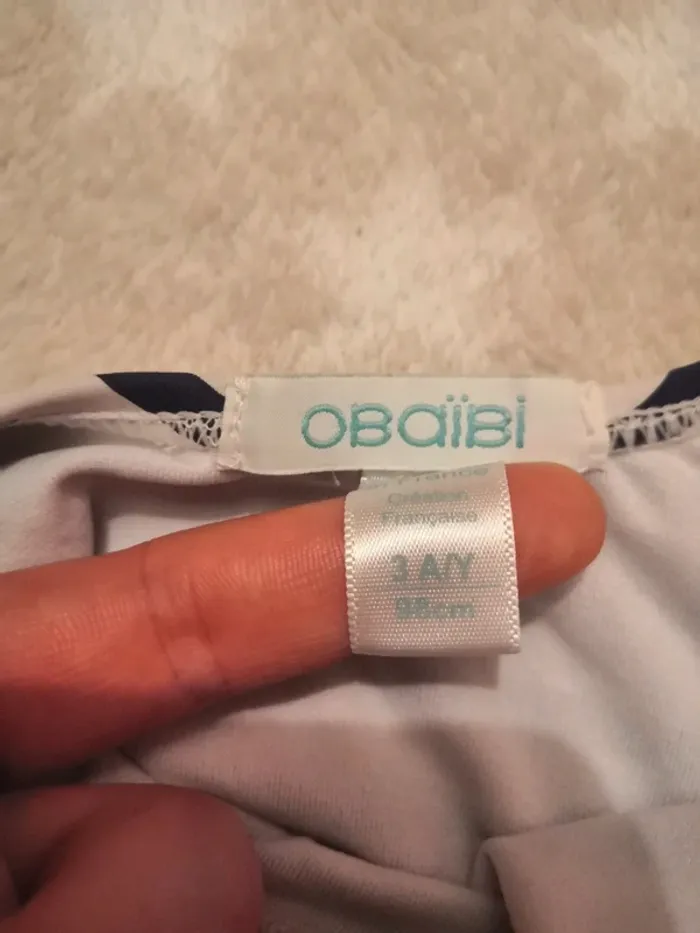 OBaïBi
Création
Française
3 A/Y
98cm